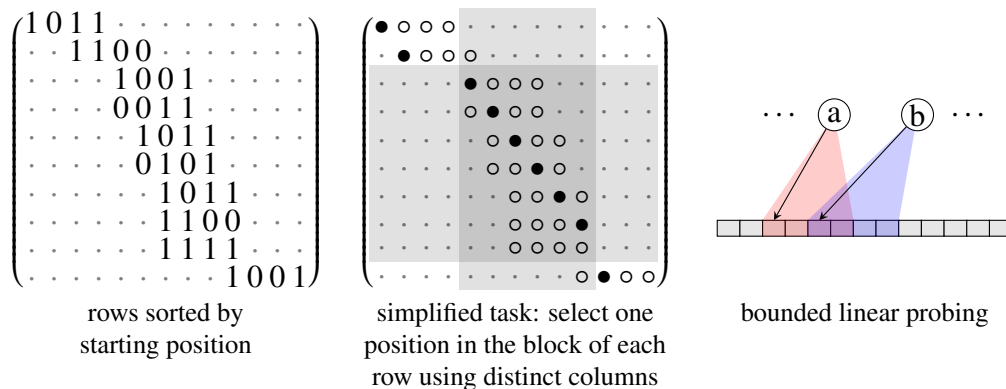 1 0 1 1
1 1 0 0
1 0 0 1
0 0 1 1
1 0 1 1
0 1 0 1
1 0 1 1
1 1 0 0
1 1 1 1
1 0 0 1
rows sorted by
starting position
simplified task: select one
position in the block of each
row using distinct columns
··· a b ···
bounded linear probing